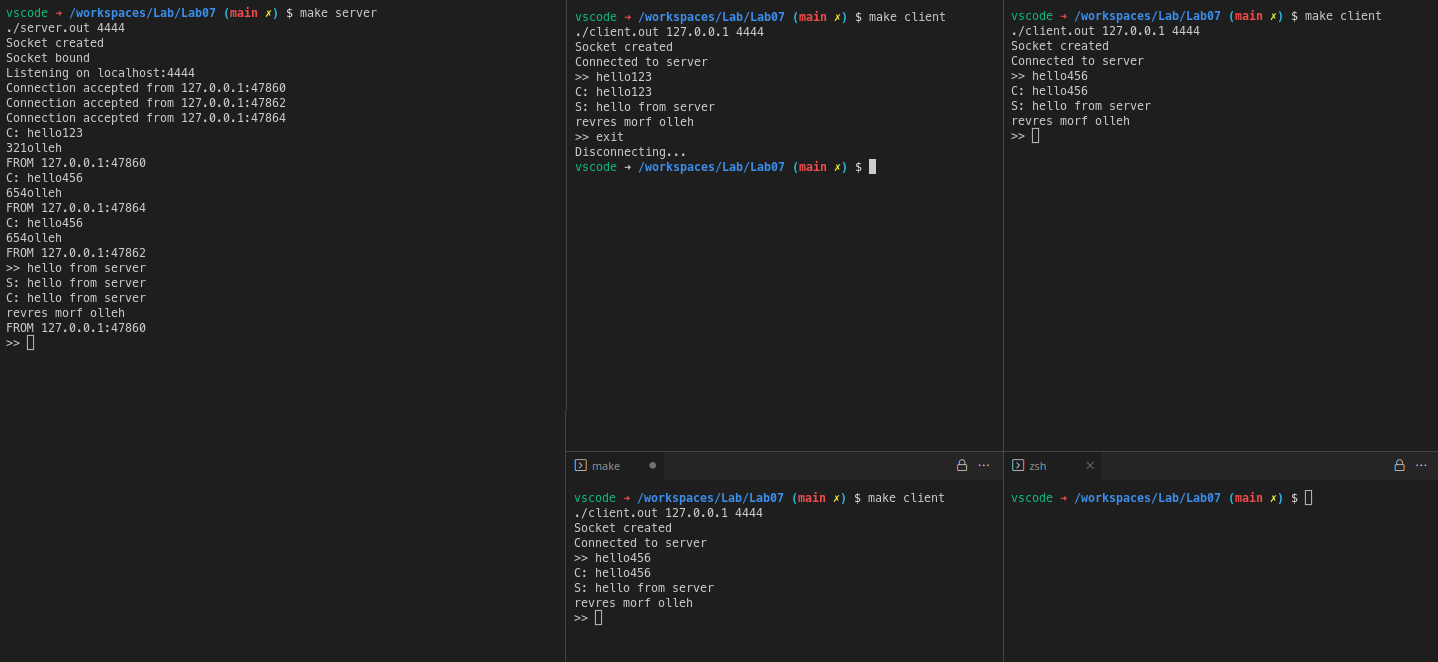 vscode → /workspaces/Lab/Lab07 (main ✗) $ make server
./server.out 4444
Socket created
Socket bound
Listening on localhost:4444
Connection accepted from 127.0.0.1:47860
Connection accepted from 127.0.0.1:47862
Connection accepted from 127.0.0.1:47864
C: hello123
321olleh
FROM 127.0.0.1:47860
C: hello456
654olleh
FROM 127.0.0.1:47864
C: hello456
654olleh
FROM 127.0.0.1:47862
>> hello from server
S: hello from server
C: hello from server
revres morf olleh
FROM 127.0.0.1:47860
>>
vscode → /workspaces/Lab/Lab07 (main ✗) $ make client
./client.out 127.0.0.1 4444
Socket created
Connected to server
>> hello123
C: hello123
S: hello from server
revres morf olleh
>> exit
Disconnecting...
vscode → /workspaces/Lab/Lab07 (main ✗) $
vscode → /workspaces/Lab/Lab07 (main ✗) $ make client
./client.out 127.0.0.1 4444
Socket created
Connected to server
>> hello456
C: hello456
S: hello from server
revres morf olleh
>>
make
vscode → /workspaces/Lab/Lab07 (main ✗) $ make client
./client.out 127.0.0.1 4444
Socket created
Connected to server
>> hello456
C: hello456
S: hello from server
revres morf olleh
>>
zsh
vscode → /workspaces/Lab/Lab07 (main ✗) $